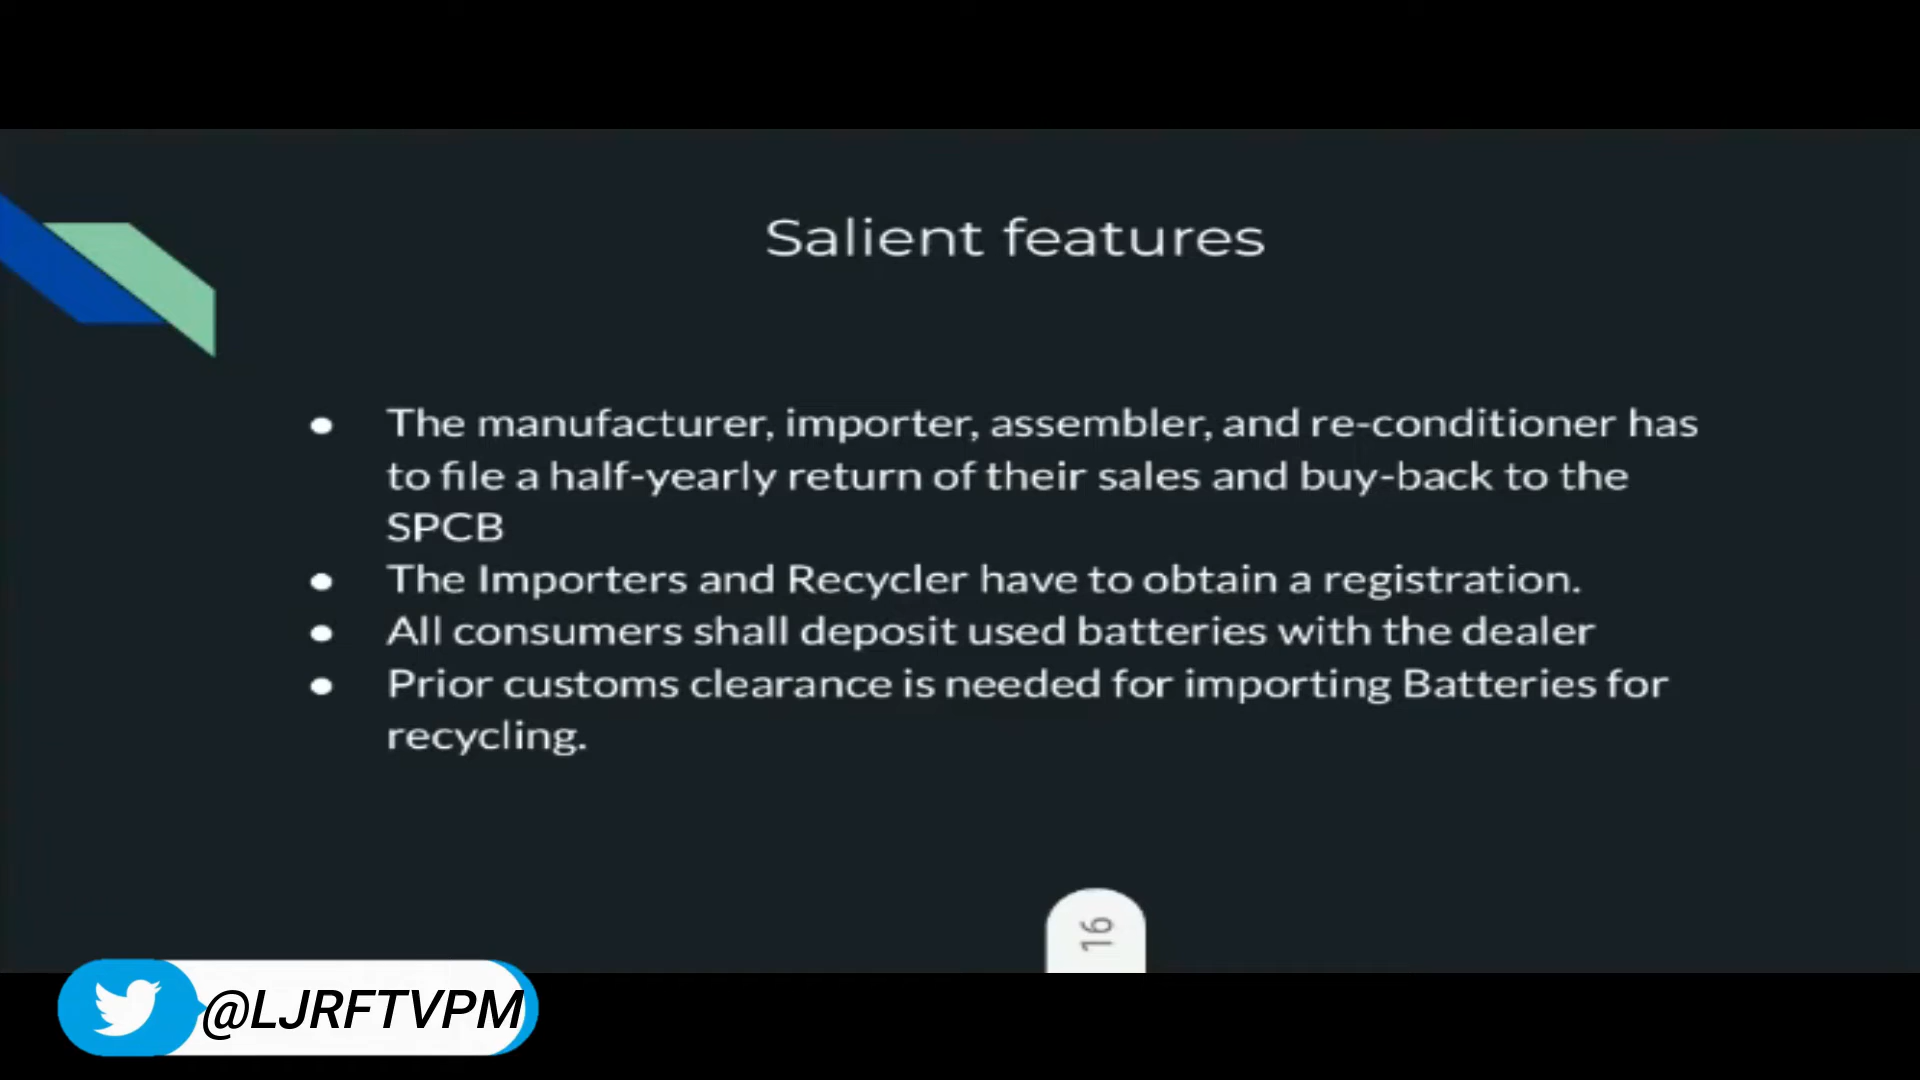 Salient features
● The manufacturer, importer, assembler, and re-conditioner has
to file a half-yearly return of their sales and buy-back to the
SPCB
● The Importers and Recycler have to obtain a registration.
● All consumers shall deposit used batteries with the dealer
● Prior customs clearance is needed for importing Batteries for
recycling.
16
@LJRFTVPM